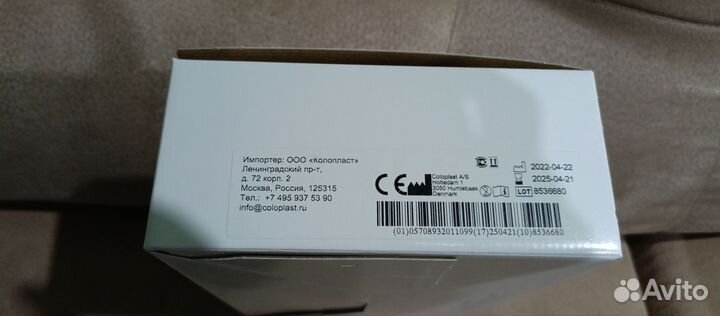 Импортер: ООО «Колопласт»
Ленинградский пр-т,
д. 72 корп. 2
Москва, Россия, 125315
Тел.: +7 495 937 53 90
info@coloplast.ru
CE
Coloplast A/S
Holtedam 1
3050 Humlebaek
Denmark
2022-04-22
2025-04-21
LOT 8536680
(01)05708932011099(17)250421(10)8536680
Avito